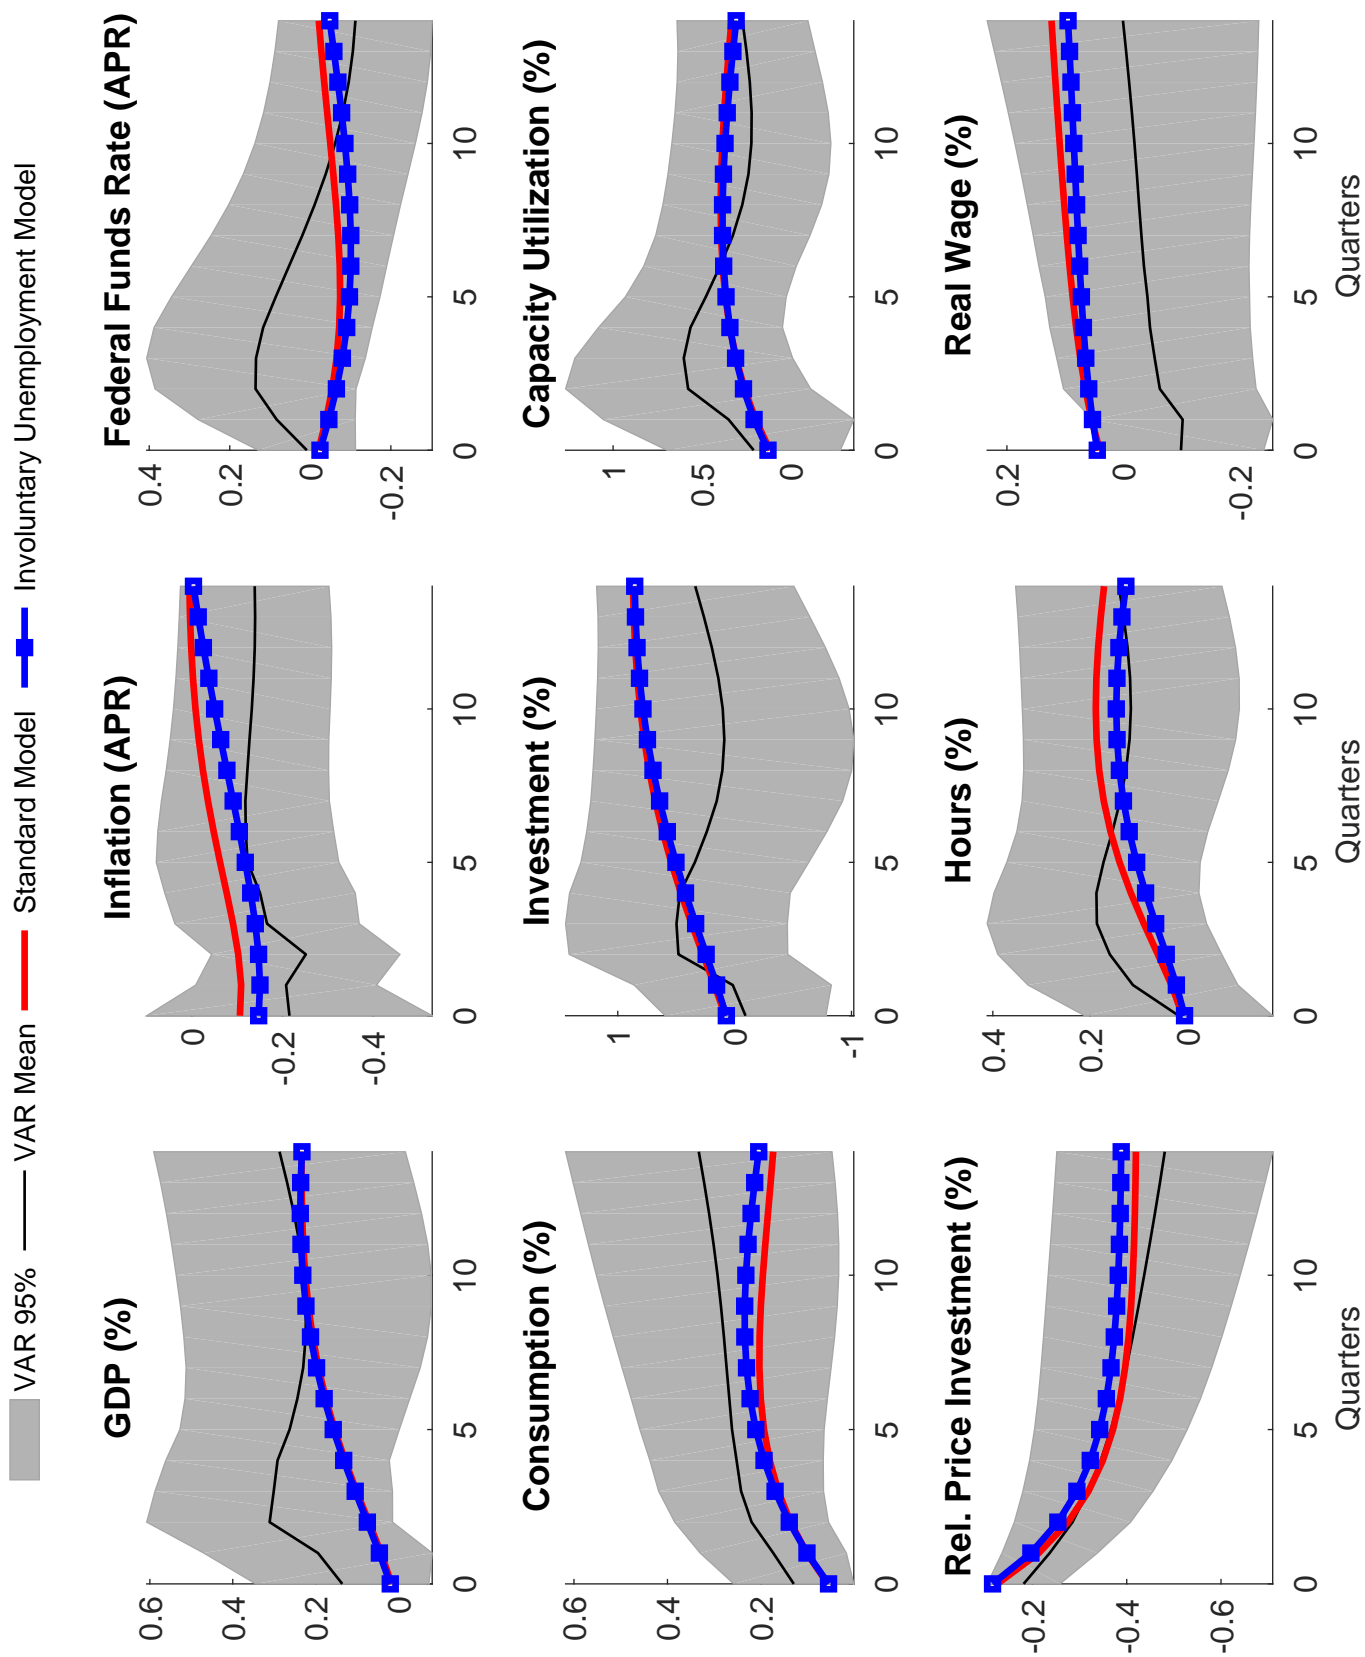 VAR 95% VAR Mean Standard Model Involuntary Unemployment Model
GDP (%)
0.6
0.4
0.2
0
0 5 10
Inflation (APR)
0
-0.2
-0.4
0 5 10
Federal Funds Rate (APR)
0.4
0.2
0
-0.2
0 5 10
Consumption (%)
0.6
0.2
0 5 10
Investment (%)
1
0
-1
0 5 10
Capacity Utilization (%)
1
0.5
0
0 5 10
Rel. Price Investment (%)
-0.2
-0.4
-0.6
0 5 10
Quarters
Hours (%)
0.4
0.2
0
0 5 10
Quarters
Real Wage (%)
0.2
0
-0.2
0 5 10
Quarters